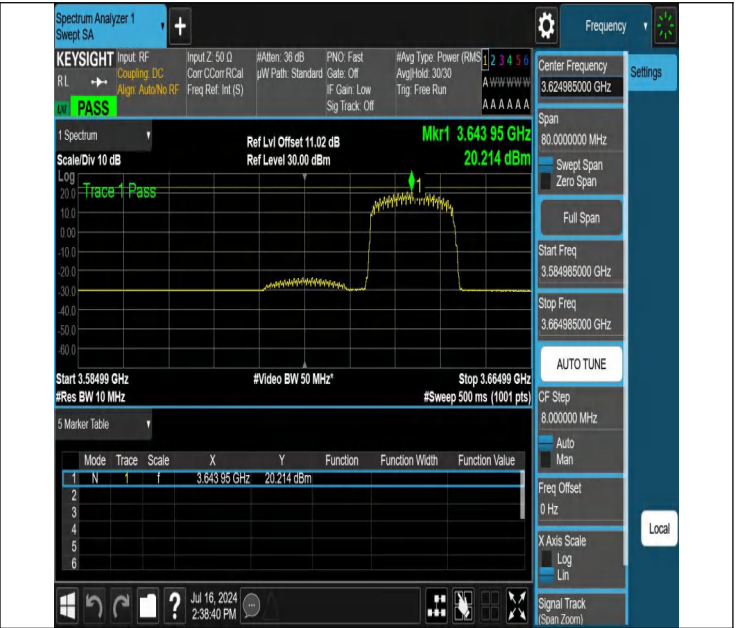 Spectrum Analyzer 1
Swept SA
+
Frequency
KEYSIGHT
RL
PASS
Input: RF
Coupling: DC
Align: Auto/No RF
Input Z: 50 Ω
Corr CCorr RCal
Freq Ref: Int (S)
#Atten: 36 dB
µW Path: Standard
PNO: Fast
Gate: Off
IF Gain: Low
Sig Track: Off
#Avg Type: Power (RMS
Avg|Hold: 30/30
Trig: Free Run
1 2 3 4 5 6
A W W W W W
A A A A A A
1 Spectrum
Scale/Div 10 dB
Ref Lvl Offset 11.02 dB
Ref Level 30.00 dBm
Mkr1 3.643 95 GHz
20.214 dBm
Log
Trace 1 Pass
1
20.0
10.0
0.00
-10.0
-20.0
-30.0
-40.0
-50.0
-60.0
Start 3.58499 GHz
#Res BW 10 MHz
#Video BW 50 MHz*
Stop 3.66499 GHz
#Sweep 500 ms (1001 pts)
5 Marker Table
Mode Trace Scale X Y Function Function Width Function Value
1 N 1 f 3.643 95 GHz 20.214 dBm
2
3
4
5
6
?
Jul 16, 2024
2:38:40 PM
Center Frequency
3.624985000 GHz
Span
80.0000000 MHz
Swept Span
Zero Span
Full Span
Start Freq
3.584985000 GHz
Stop Freq
3.664985000 GHz
AUTO TUNE
CF Step
8.000000 MHz
Auto
Man
Freq Offset
0 Hz
X Axis Scale
Log
Lin
Signal Track
(Span Zoom)
Settings
Local